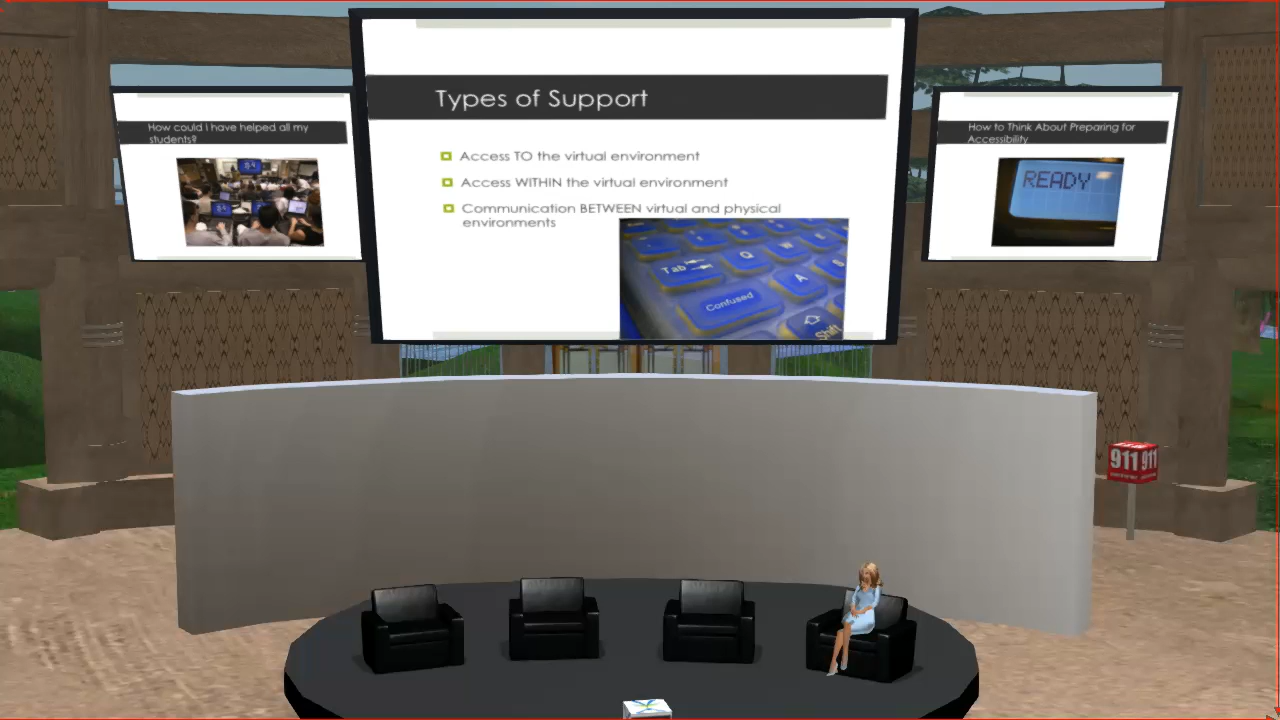 How could I have helped all my
students?
Types of Support
Access TO the virtual environment
Access WITHIN the virtual environment
Communication BETWEEN virtual and physical
environments
Tab
Q
W
A
S
Confused
Shift
How to Think About Preparing for
Accessibility
READY
911 911